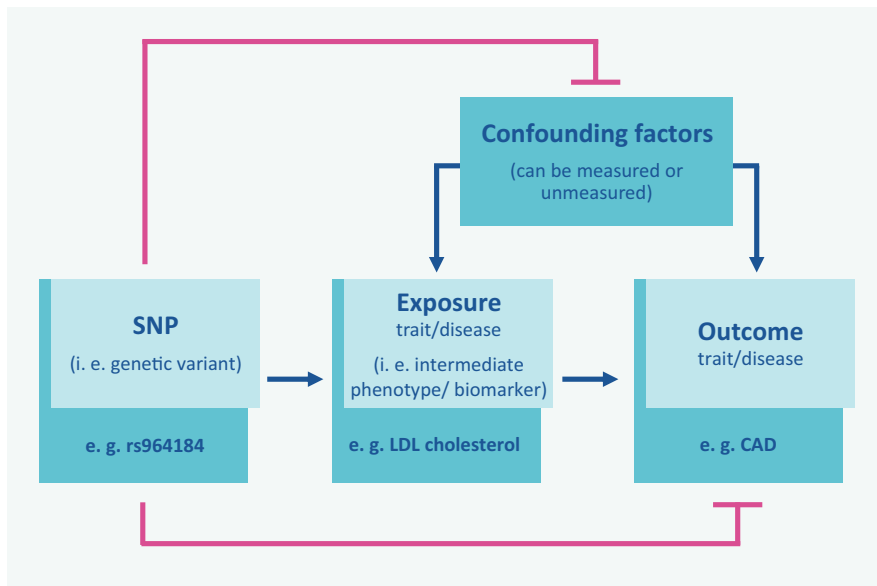 Confounding factors
(can be measured or
unmeasured)
SNP
(i. e. genetic variant)
e. g. rs964184
Exposure
trait/disease
(i. e. intermediate
phenotype/ biomarker)
e. g. LDL cholesterol
Outcome
trait/disease
e. g. CAD